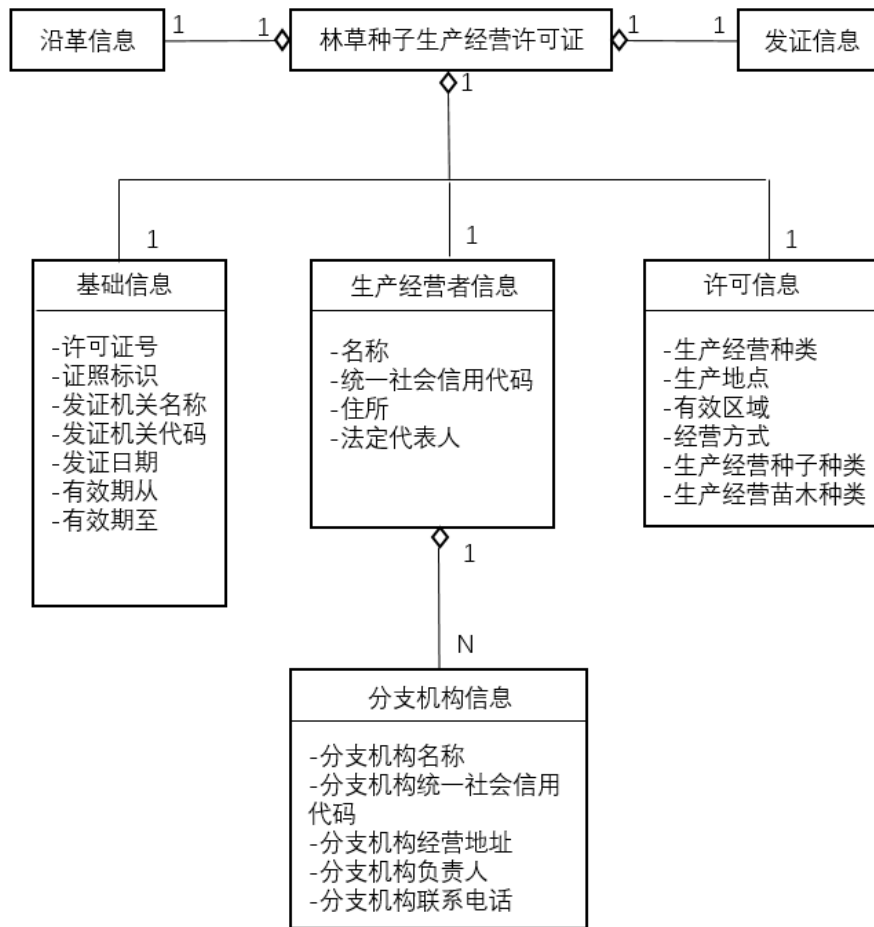 沿革信息
1
1
林草种子生产经营许可证
1
1
发证信息
1
1
1
1
基础信息
-许可证号
-证照标识
-发证机关名称
-发证机关代码
-发证日期
-有效期从
-有效期至
生产经营者信息
-名称
-统一社会信用代码
-住所
-法定代表人
许可信息
-生产经营种类
-生产地点
-有效区域
-经营方式
-生产经营种子种类
-生产经营苗木种类
1
N
分支机构信息
-分支机构名称
-分支机构统一社会信用
代码
-分支机构经营地址
-分支机构负责人
-分支机构联系电话